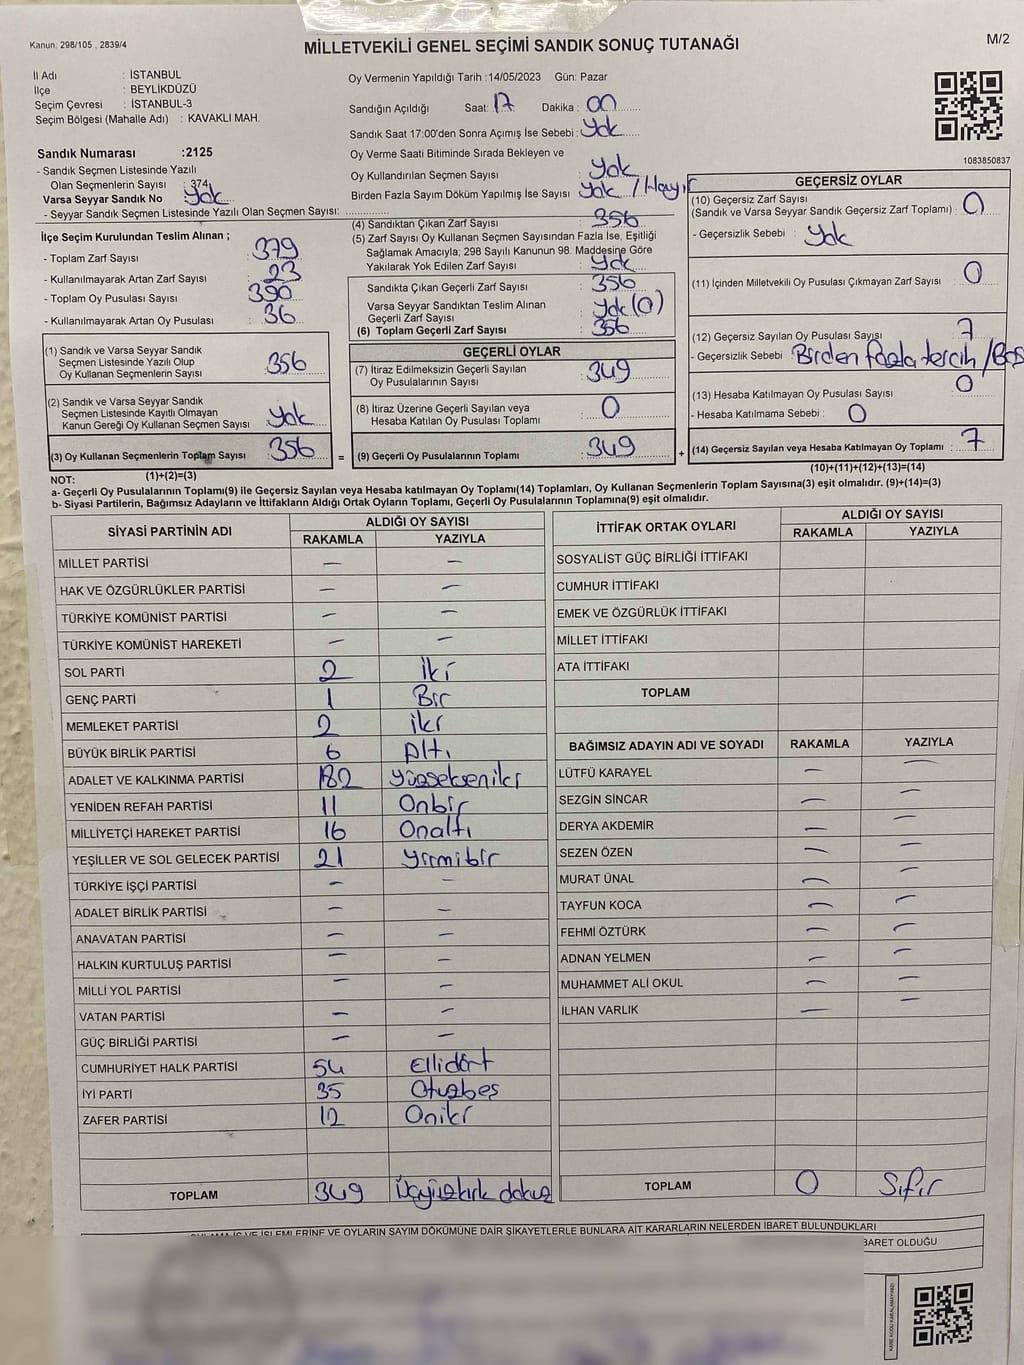 Kanun: 298/105 , 2839/4
MİLLETVEKİLİ GENEL SEÇİMİ SANDIK SONUÇ TUTANAĞI
M/2
İl Adı : İSTANBUL
İlçe : BEYLİKDÜZÜ
Seçim Çevresi : İSTANBUL-3
Seçim Bölgesi (Mahalle Adı) : KAVAKLI MAH.
Oy Vermenin Yapıldığı Tarih :14/05/2023 Gün: Pazar
Sandığın Açıldığı Saat: 17 Dakika : 00
Sandık Saat 17:00'den Sonra Açımış İse Sebebi : Yok
Oy Verme Saati Bitiminde Sırada Bekleyen ve
Oy Kullandırılan Seçmen Sayısı : Yok
Birden Fazla Sayım Döküm Yapılmış İse Sayısı : Yok / Hayır
1083850837
Sandık Numarası :2125
- Sandık Seçmen Listesinde Yazılı
Olan Seçmenlerin Sayısı : 374
Varsa Seyyar Sandık No : Yok
- Seyyar Sandık Seçmen Listesinde Yazılı Olan Seçmen Sayısı:
İlçe Seçim Kurulundan Teslim Alınan ;
- Toplam Zarf Sayısı : 379
- Kullanılmayarak Artan Zarf Sayısı : 23
- Toplam Oy Pusulası Sayısı : 390
- Kullanılmayarak Artan Oy Pusulası : 36
(1) Sandık ve Varsa Seyyar Sandık
Seçmen Listesinde Yazılı Olup
Oy Kullanan Seçmenlerin Sayısı : 356
(2) Sandık ve Varsa Seyyar Sandık
Seçmen Listesinde Kayıtlı Olmayan
Kanun Gereği Oy Kullanan Seçmen Sayısı : Yok
(3) Oy Kullanan Seçmenlerin Toplam Sayısı : 356 =
(1)+(2)=(3)
(4) Sandıktan Çıkan Zarf Sayısı : 356
(5) Zarf Sayısı Oy Kullanan Seçmen Sayısından Fazla İse, Eşitliği
Sağlamak Amacıyla; 298 Sayılı Kanunun 98. Maddesine Göre
Yakılarak Yok Edilen Zarf Sayısı : Yok
Sandıkta Çıkan Geçerli Zarf Sayısı : 356
Varsa Seyyar Sandıktan Teslim Alınan
Geçerli Zarf Sayısı : Yok (0)
(6) Toplam Geçerli Zarf Sayısı : 356
GEÇERLİ OYLAR
(7) İtiraz Edilmeksizin Geçerli Sayılan
Oy Pusulalarının Sayısı : 349
(8) İtiraz Üzerine Geçerli Sayılan veya
Hesaba Katılan Oy Pusulası Toplamı : 0
(9) Geçerli Oy Pusulalarının Toplamı : 349 +
GEÇERSİZ OYLAR
(10) Geçersiz Zarf Sayısı
(Sandık ve Varsa Seyyar Sandık Geçersiz Zarf Toplamı) : 0
- Geçersizlik Sebebi : Yok
(11) İçinden Milletvekili Oy Pusulası Çıkmayan Zarf Sayısı : 0
(12) Geçersiz Sayılan Oy Pusulası Sayısı : 7
- Geçersizlik Sebebi : Birden fazla tercih / Boş
(13) Hesaba Katılmayan Oy Pusulası Sayısı : 0
- Hesaba Katılmama Sebebi : 0
(14) Geçersiz Sayılan veya Hesaba Katılmayan Oy Toplamı : 7
(10)+(11)+(12)+(13)=(14)
NOT:
a- Geçerli Oy Pusulalarının Toplamı(9) ile Geçersiz Sayılan veya Hesaba katılmayan Oy Toplamı(14) Toplamları, Oy Kullanan Seçmenlerin Toplam Sayısına(3) eşit olmalıdır. (9)+(14)=(3)
b- Siyasi Partilerin, Bağımsız Adayların ve İttifakların Aldığı Ortak Oyların Toplamı, Geçerli Oy Pusulalarının Toplamına(9) eşit olmalıdır.
SİYASİ PARTİNİN ADI ALDIĞI OY SAYISI
RAKAMLA YAZIYLA
MİLLET PARTİSİ — —
HAK VE ÖZGÜRLÜKLER PARTİSİ — —
TÜRKİYE KOMÜNİST PARTİSİ — —
TÜRKİYE KOMÜNİST HAREKETİ — —
SOL PARTİ 2 İki
GENÇ PARTİ 1 Bir
MEMLEKET PARTİSİ 2 iki
BÜYÜK BİRLİK PARTİSİ 6 Altı
ADALET VE KALKINMA PARTİSİ 182 Yüzsekseniki
YENİDEN REFAH PARTİSİ 11 Onbir
MİLLİYETÇİ HAREKET PARTİSİ 16 Onaltı
YEŞİLLER VE SOL GELECEK PARTİSİ 21 Yirmibir
TÜRKİYE İŞÇİ PARTİSİ — —
ADALET BİRLİK PARTİSİ — —
ANAVATAN PARTİSİ — —
HALKIN KURTULUŞ PARTİSİ — —
MİLLİ YOL PARTİSİ — —
VATAN PARTİSİ — —
GÜÇ BİRLİĞİ PARTİSİ — —
CUMHURİYET HALK PARTİSİ 54 Ellidört
İYİ PARTİ 35 Otuzbeş
ZAFER PARTİSİ 12 Oniki
TOPLAM 349 Üçyüzkırk dokuz
İTTİFAK ORTAK OYLARI ALDIĞI OY SAYISI
RAKAMLA YAZIYLA
SOSYALİST GÜÇ BİRLİĞİ İTTİFAKI
CUMHUR İTTİFAKI
EMEK VE ÖZGÜRLÜK İTTİFAKI
MİLLET İTTİFAKI
ATA İTTİFAKI
TOPLAM
BAĞIMSIZ ADAYIN ADI VE SOYADI RAKAMLA YAZIYLA
LÜTFÜ KARAYEL — —
SEZGİN SİNCAR — —
DERYA AKDEMİR — —
SEZEN ÖZEN — —
MURAT ÜNAL — —
TAYFUN KOCA — —
FEHMİ ÖZTÜRK — —
ADNAN YELMEN — —
MUHAMMET ALİ OKUL — —
İLHAN VARLIK — —
TOPLAM 0 Sıfır
İŞLEMLERİNE VE OYLARIN SAYIM DÖKÜMÜNE DAİR ŞİKAYETLERLE BUNLARA AİT KARARLARIN NELERDEN İBARET BULUNDUKLARI
BARET OLDUĞU